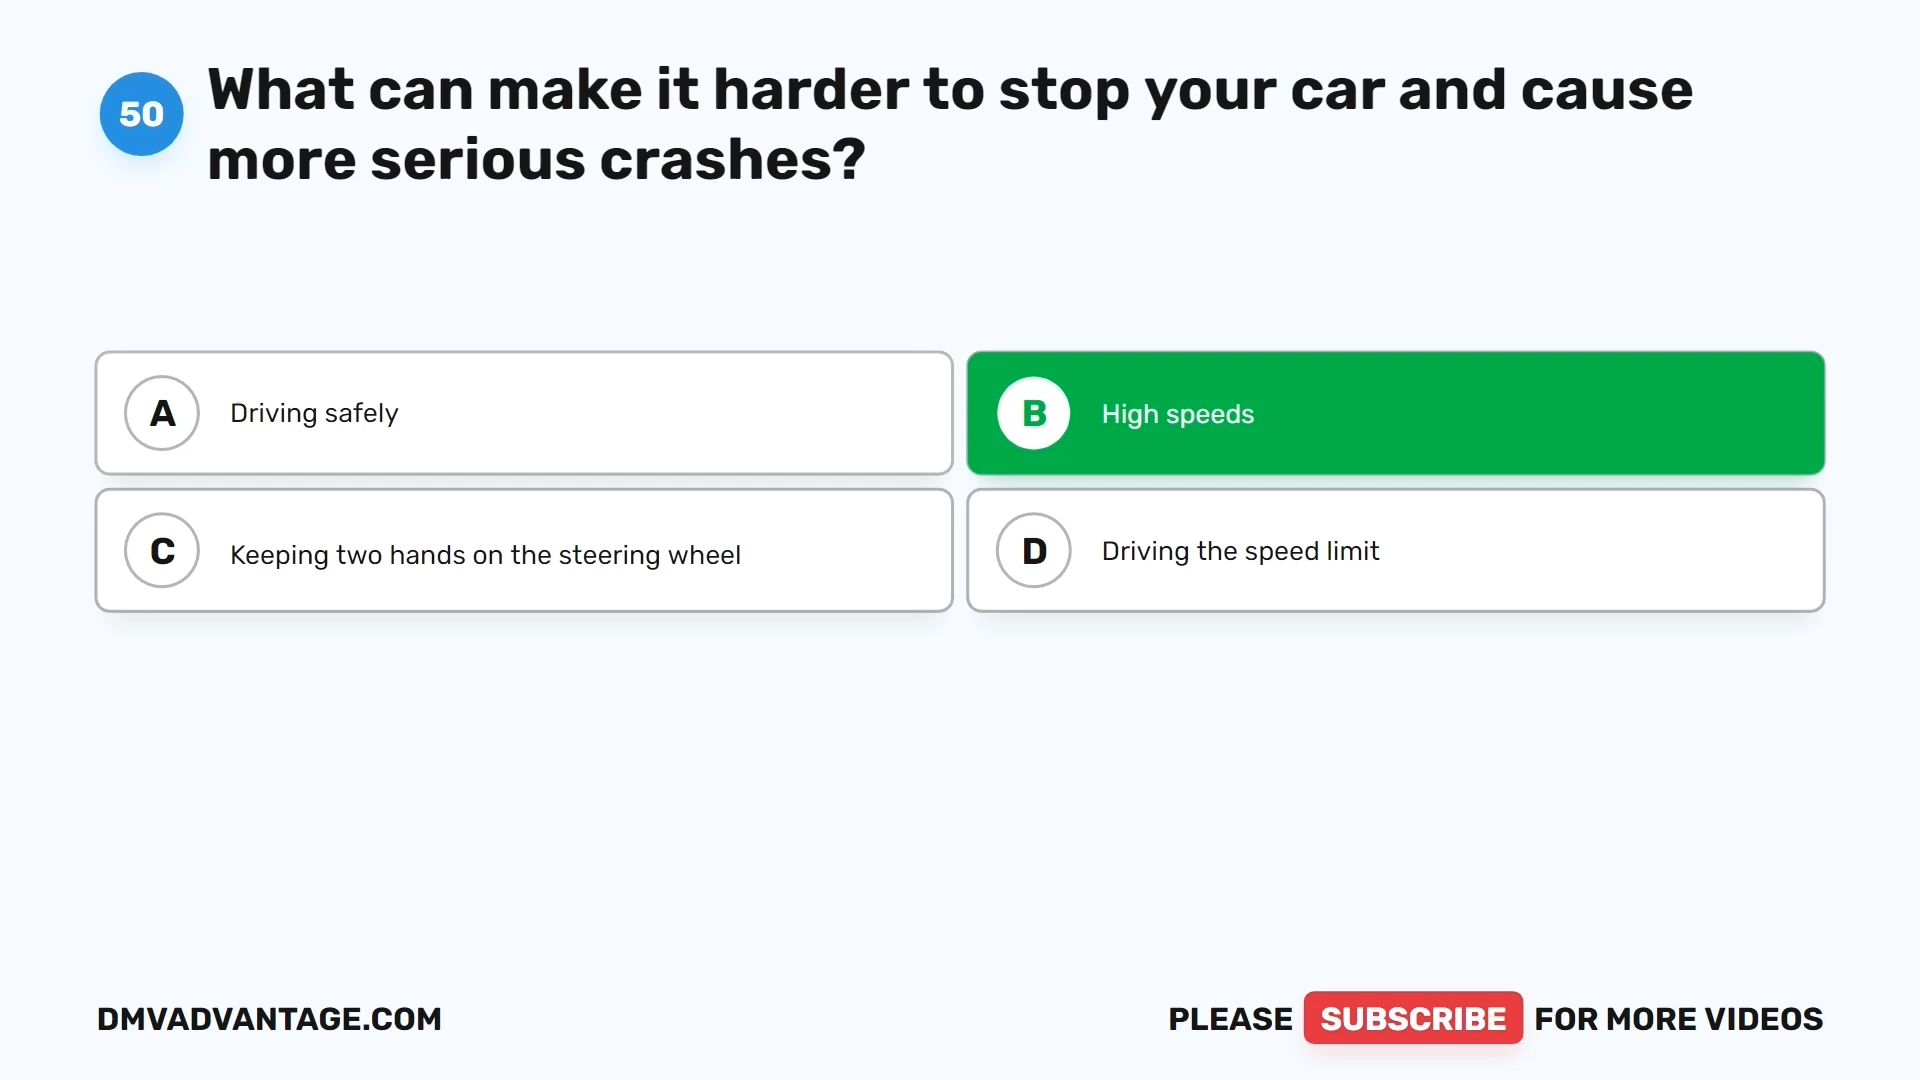 50
What can make it harder to stop your car and cause
more serious crashes?
A Driving safely
B High speeds
C Keeping two hands on the steering wheel
D Driving the speed limit
DMVADVANTAGE.COM
PLEASE SUBSCRIBE FOR MORE VIDEOS